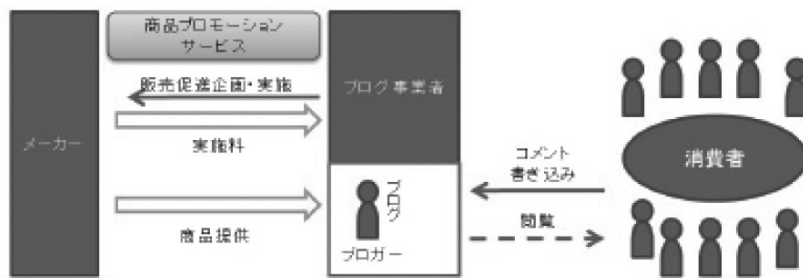 商品プロモーション
サービス
販売促進企画・実施
メーカー
ブログ事業者
実施料
コメント
書き込み
消費者
ブログ
閲覧
商品提供
ブロガー